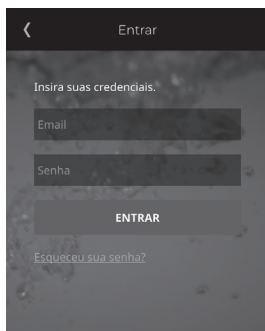 Entrar
Insira suas credenciais.
Email
Senha
ENTRAR
Esqueceu sua senha?